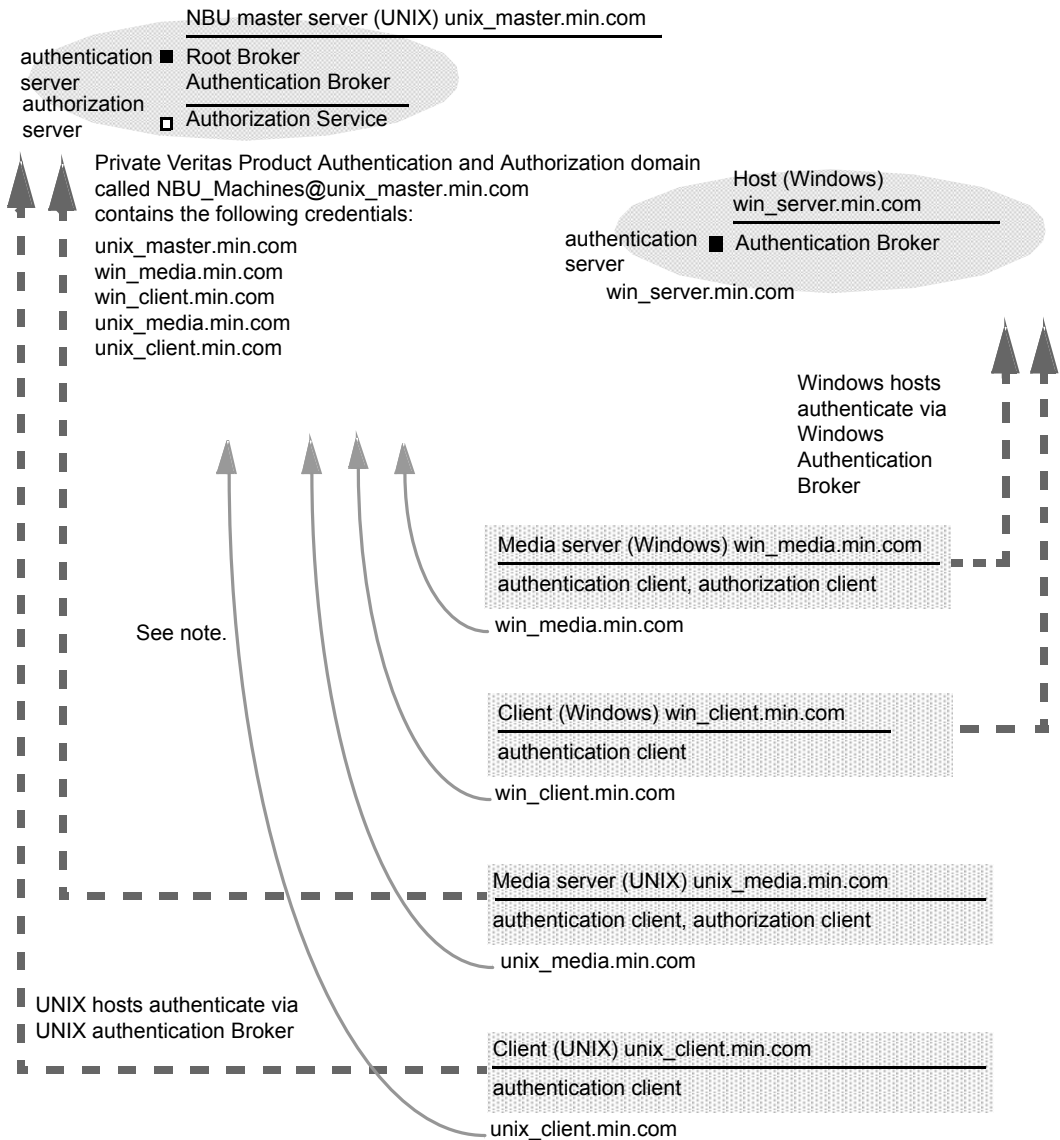 NBU master server (UNIX) unix_master.min.com
authentication
server
Root Broker
Authentication Broker
authorization
server
Authorization Service
Private Veritas Product Authentication and Authorization domain
called NBU_Machines@unix_master.min.com
contains the following credentials:
unix_master.min.com
win_media.min.com
win_client.min.com
unix_media.min.com
unix_client.min.com
Host (Windows)
win_server.min.com
authentication
server
Authentication Broker
win_server.min.com
Windows hosts
authenticate via
Windows
Authentication
Broker
Media server (Windows) win_media.min.com
authentication client, authorization client
win_media.min.com
See note.
Client (Windows) win_client.min.com
authentication client
win_client.min.com
Media server (UNIX) unix_media.min.com
authentication client, authorization client
unix_media.min.com
UNIX hosts authenticate via
UNIX authentication Broker
Client (UNIX) unix_client.min.com
authentication client
unix_client.min.com